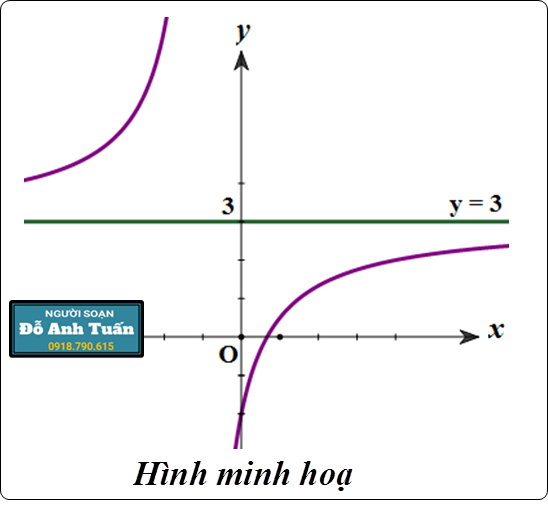 y
3
y = 3
NGƯỜI SOẠN
Đỗ Anh Tuấn
0918.790.615
x
O
Hình minh hoạ